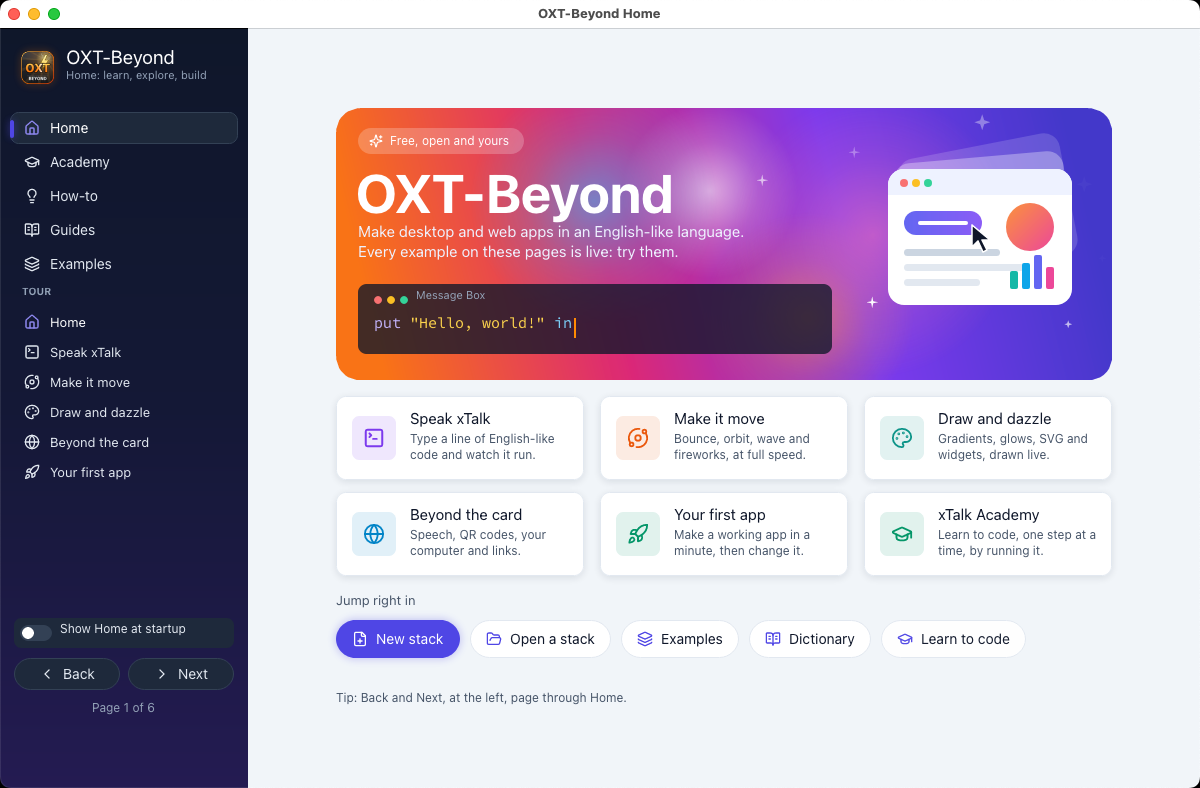 OXT-Beyond Home
OXT
BEYOND
OXT-Beyond
Home: learn, explore, build
Home
Academy
How-to
Guides
Examples
TOUR
Home
Speak xTalk
Make it move
Draw and dazzle
Beyond the card
Your first app
Show Home at startup
Back
Next
Page 1 of 6
Free, open and yours
OXT-Beyond
Make desktop and web apps in an English-like language.
Every example on these pages is live: try them.
Message Box
put "Hello, world!" in
Speak xTalk
Type a line of English-like
code and watch it run.
Make it move
Bounce, orbit, wave and
fireworks, at full speed.
Draw and dazzle
Gradients, glows, SVG and
widgets, drawn live.
Beyond the card
Speech, QR codes, your
computer and links.
Your first app
Make a working app in a
minute, then change it.
xTalk Academy
Learn to code, one step at a
time, by running it.
Jump right in
New stack
Open a stack
Examples
Dictionary
Learn to code
Tip: Back and Next, at the left, page through Home.